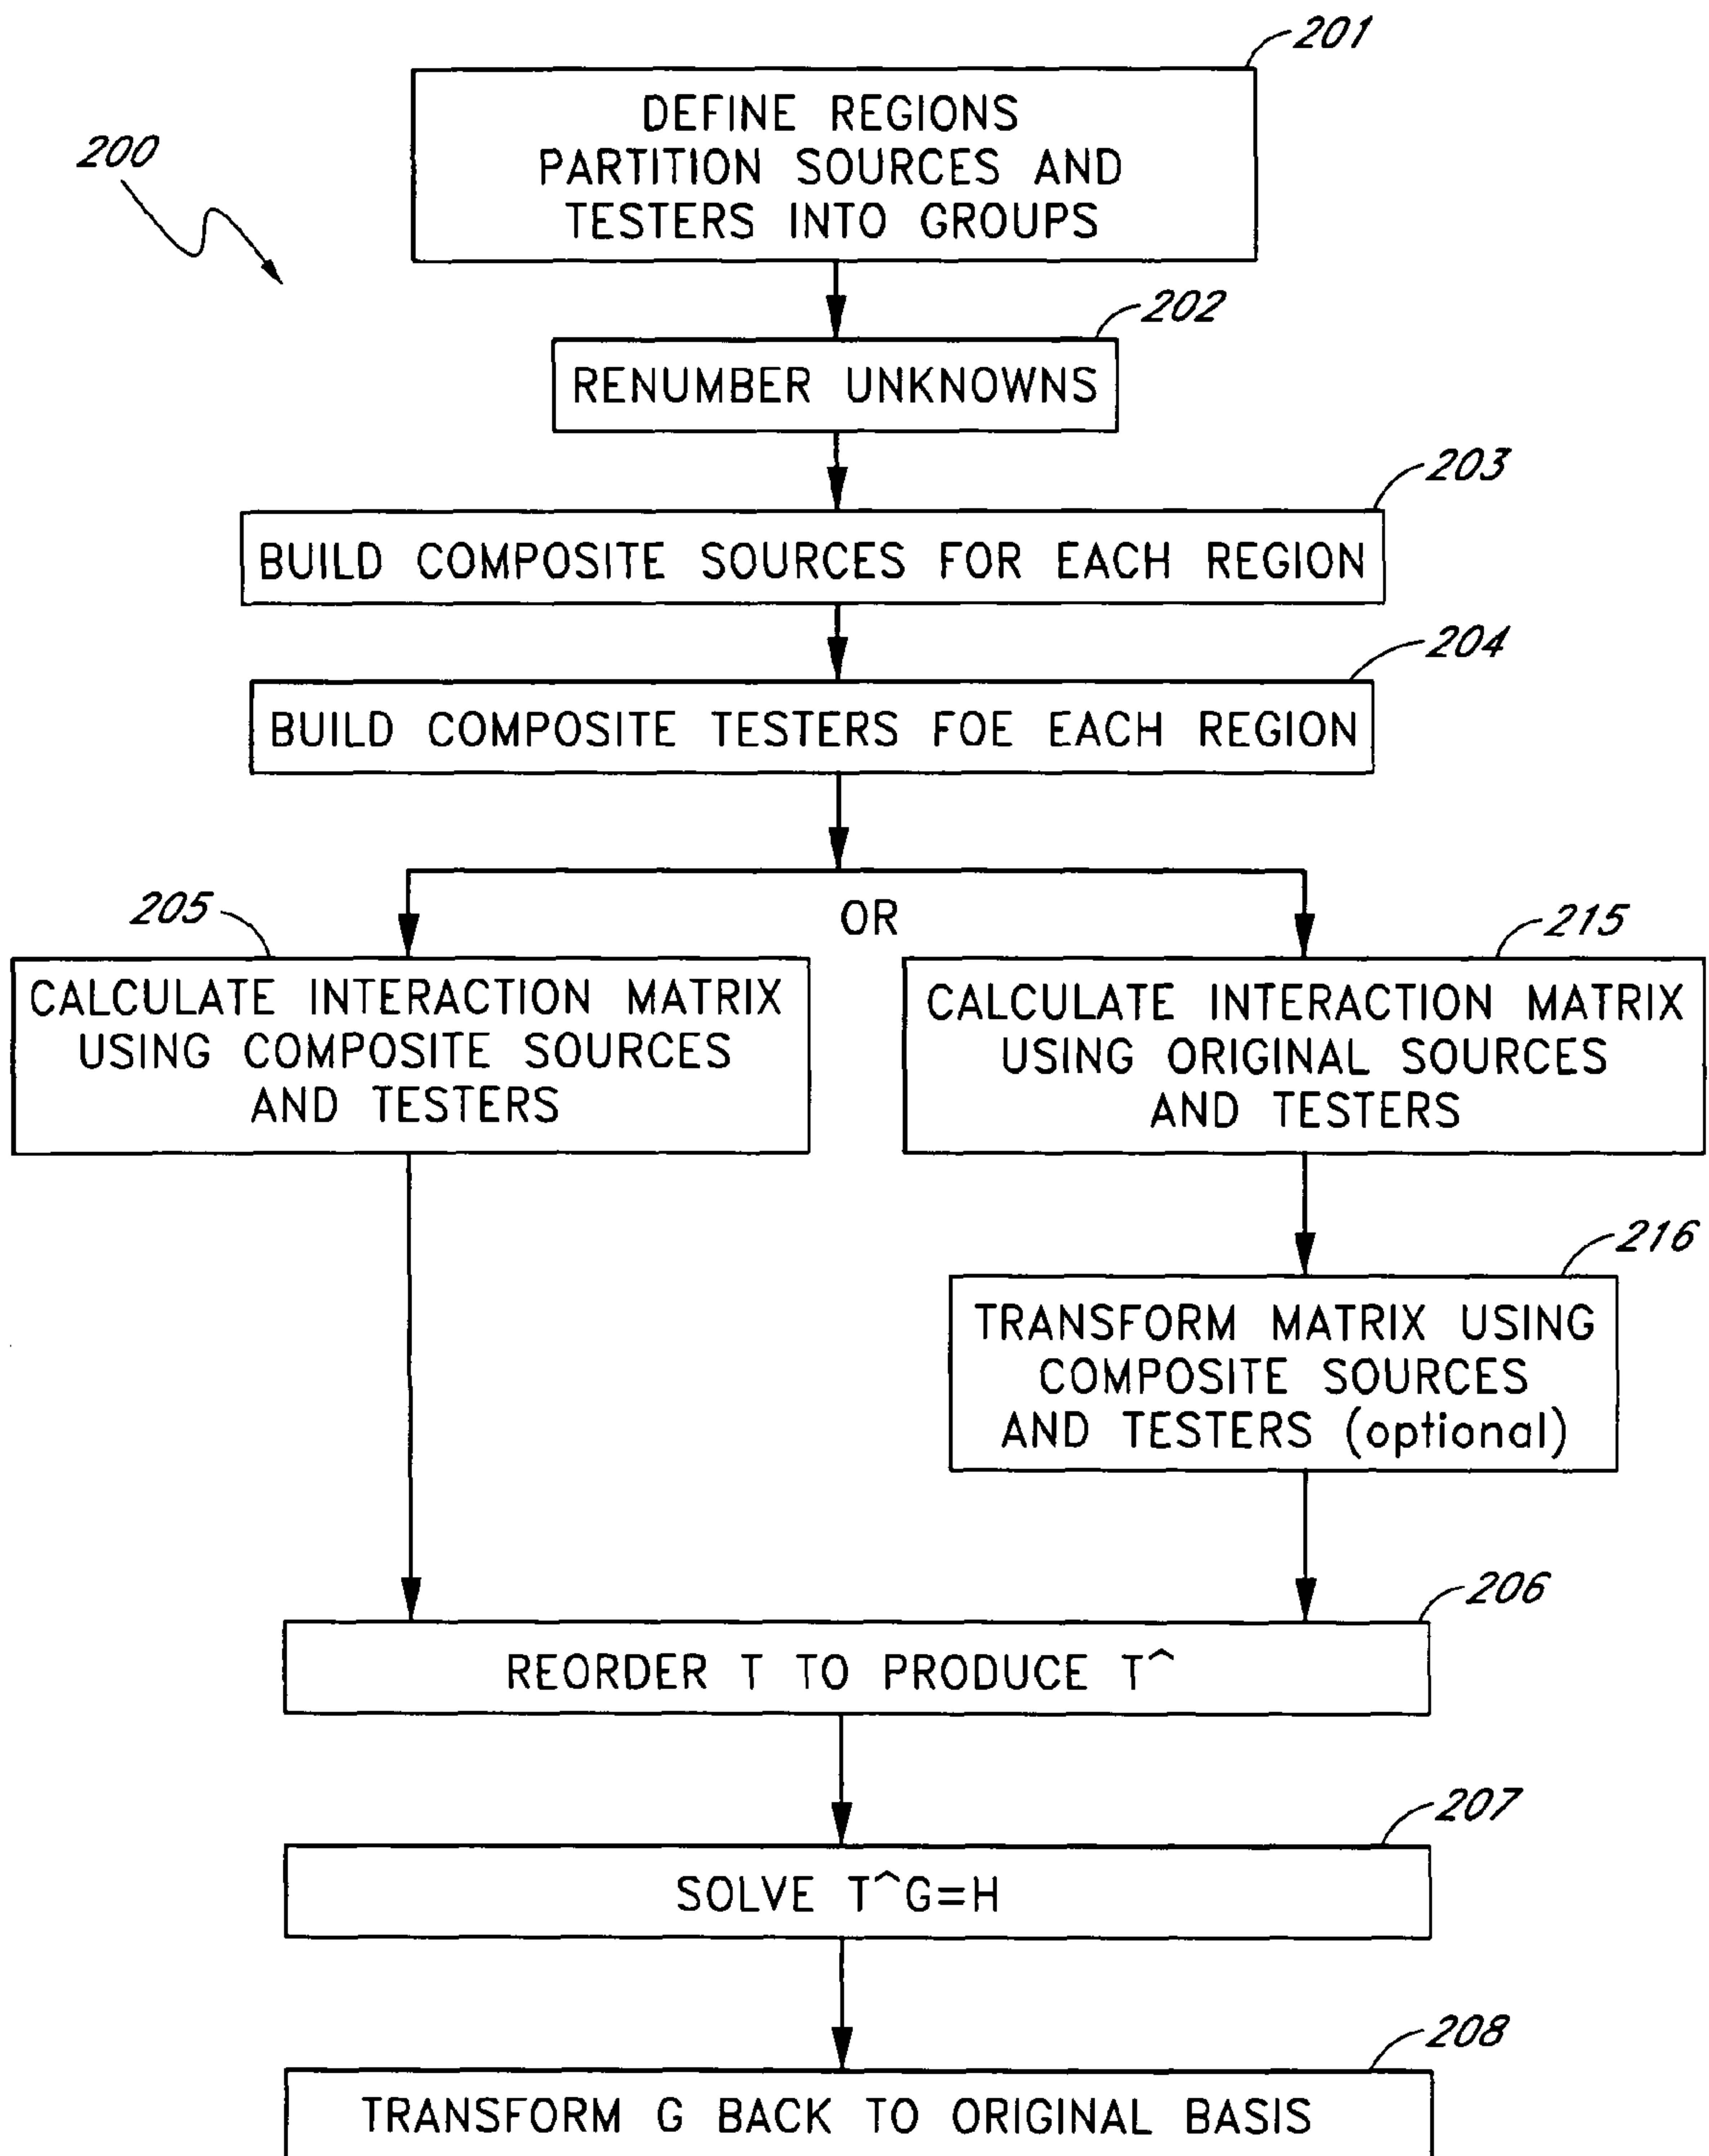 201
DEFINE REGIONS
PARTITION SOURCES AND
TESTERS INTO GROUPS
200
202
RENUMBER UNKNOWNS
203
BUILD COMPOSITE SOURCES FOR EACH REGION
204
BUILD COMPOSITE TESTERS FOE EACH REGION
OR
205
CALCULATE INTERACTION MATRIX
USING COMPOSITE SOURCES
AND TESTERS
215
CALCULATE INTERACTION MATRIX
USING ORIGINAL SOURCES
AND TESTERS
216
TRANSFORM MATRIX USING
COMPOSITE SOURCES
AND TESTERS (optional)
206
REORDER T TO PRODUCE T^
207
SOLVE T^G=H
208
TRANSFORM G BACK TO ORIGINAL BASIS